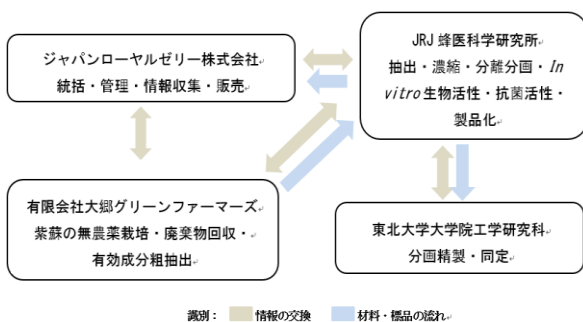 ジャパンローヤルゼリー株式会社
統括・管理・情報収集・販売
JRJ 蜂医科学研究所
抽出・濃縮・分離分画・In
vitro 生物活性・抗菌活性・
製品化
有限会社大郷グリーンファーマーズ
紫蘇の無農薬栽培・廃棄物回収・
有効成分粗抽出
東北大学大学院工学研究科
分画精製・同定
識別： 情報の交換 材料・標品の流れ